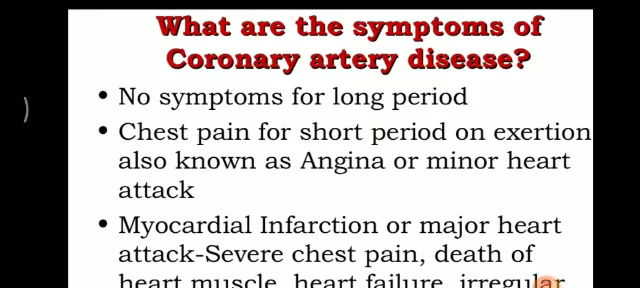 What are the symptoms of
Coronary artery disease?
• No symptoms for long period
• Chest pain for short period on exertion
also known as Angina or minor heart
attack
• Myocardial Infarction or major heart
attack-Severe chest pain, death of
heart muscle, heart failure, irregular